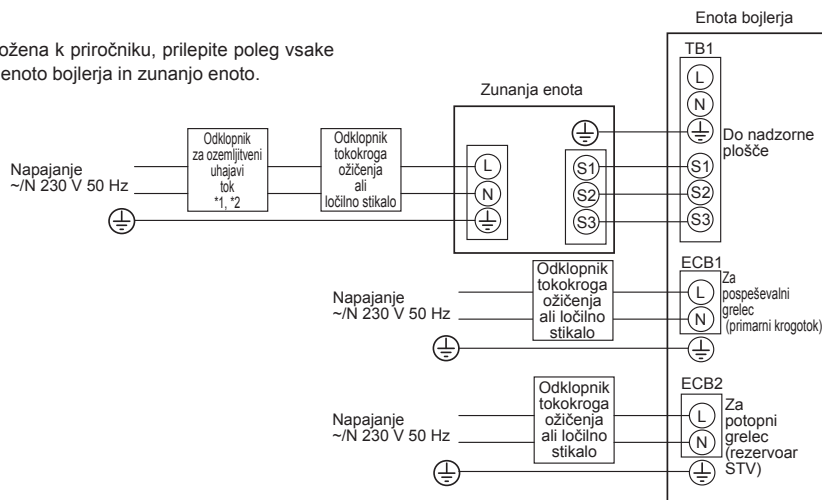 ožena k priročniku, prilepite poleg vsake
enoto bojlerja in zunanjo enoto.
Enota bojlerja
TB1
L
N
Do nadzorne
plošče
S1
S2
S3
Zunanja enota
L
N
S1
S2
S3
Napajanje
~/N 230 V 50 Hz
Odklopnik
za ozemljitveni
uhajavi
tok
*1, *2
Odklopnik
tokokroga
ožičenja
ali
ločilno stikalo
Napajanje
~/N 230 V 50 Hz
Odklopnik
tokokroga
ožičenja
ali ločilno
stikalo
ECB1
L
N
Za
pospeševalni
grelec
(primarni krogotok)
Napajanje
~/N 230 V 50 Hz
Odklopnik
tokokroga
ožičenja
ali ločilno
stikalo
ECB2
L
N
Za
potopni
grelec
(rezervoar
STV)